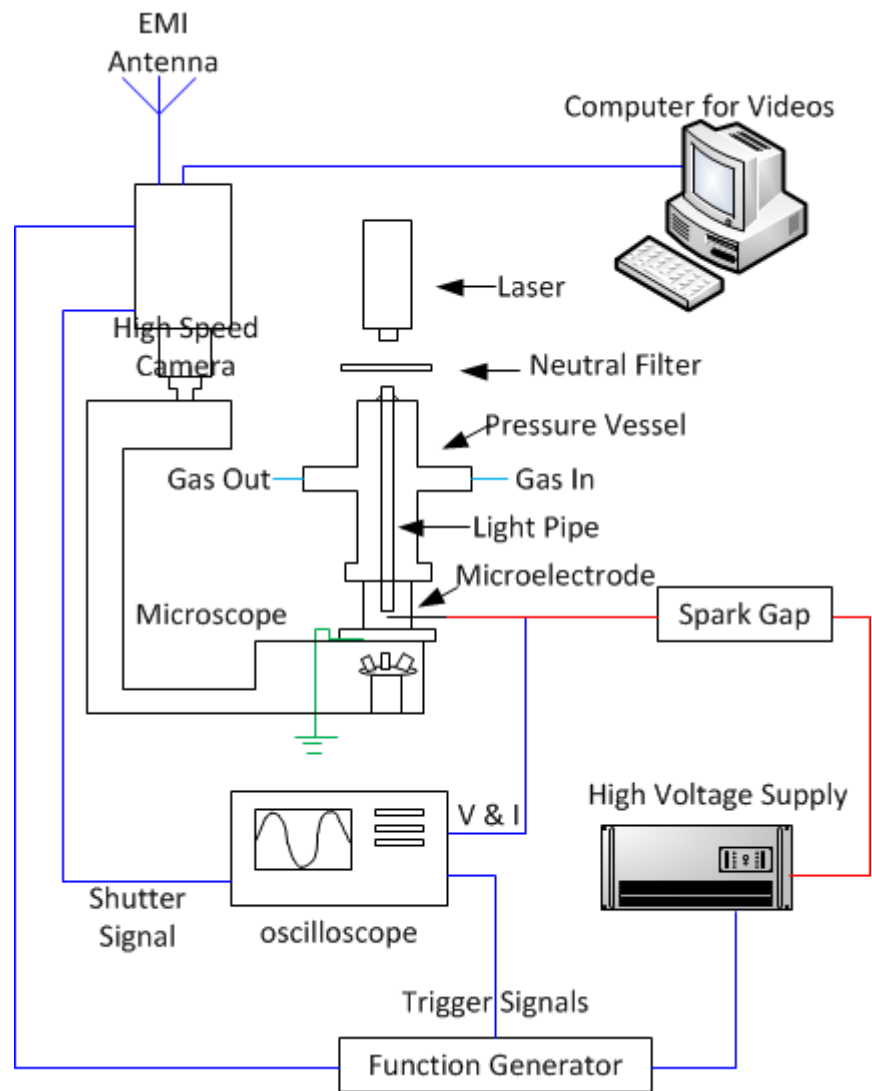 EMI
Antenna
Computer for Videos
Laser
High Speed
Camera
Neutral Filter
Pressure Vessel
Gas Out
Gas In
Light Pipe
Microelectrode
Microscope
Spark Gap
High Voltage Supply
V & I
Shutter
Signal
oscilloscope
Trigger Signals
Function Generator